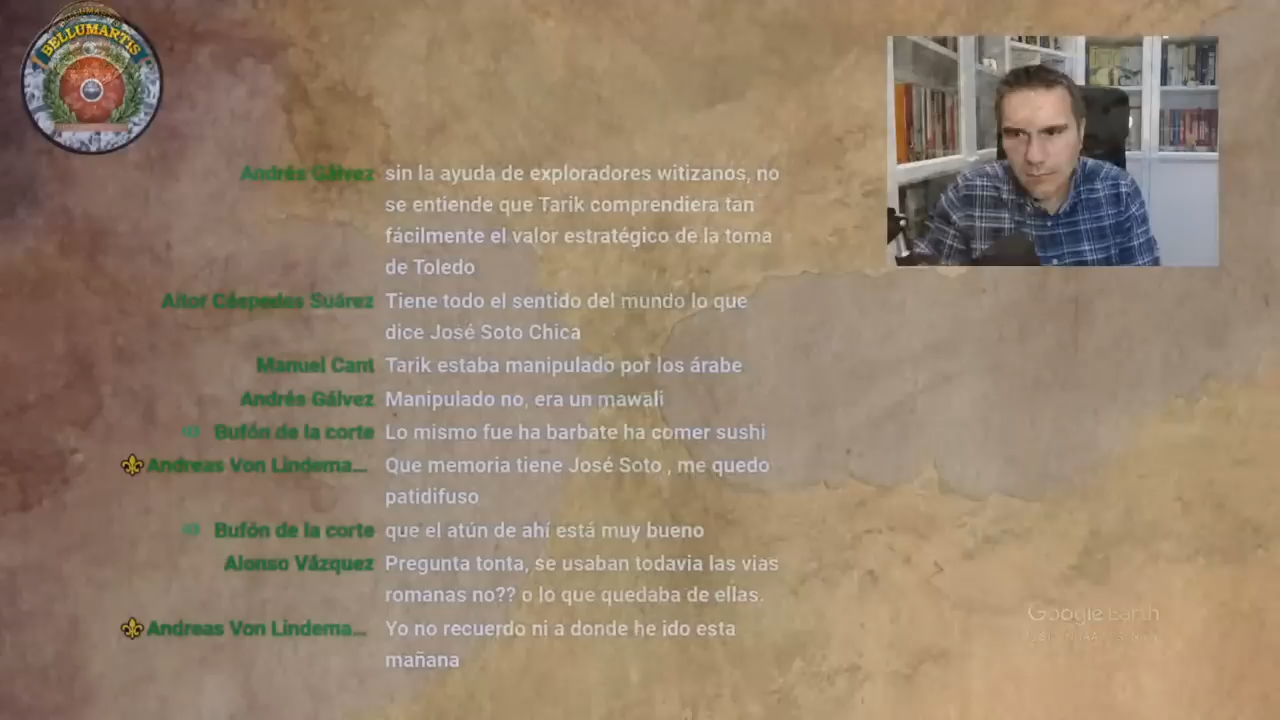 BELLUMARTIS
Andrés Gálvez sin la ayuda de exploradores witizanos, no
se entiende que Tarik comprendiera tan
fácilmente el valor estratégico de la toma
de Toledo
Aitor Céspedes Suárez Tiene todo el sentido del mundo lo que
dice José Soto Chica
Manuel Cant Tarik estaba manipulado por los árabe
Andrés Gálvez Manipulado no, era un mawali
Bufón de la corte Lo mismo fue ha barbate ha comer sushi
Andreas Von Lindema... Que memoria tiene José Soto , me quedo
patidifuso
Bufón de la corte que el atún de ahí está muy bueno
Alonso Vázquez Pregunta tonta, se usaban todavia las vias
romanas no?? o lo que quedaba de ellas.
Andreas Von Lindema... Yo no recuerdo ni a donde he ido esta
mañana
Google Earth